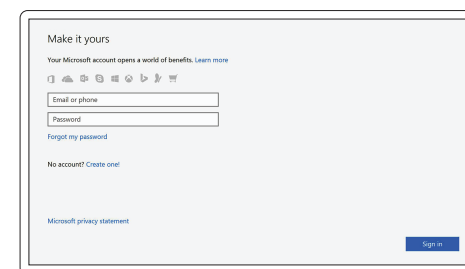 Make it yours
Your Microsoft account opens a world of benefits. Learn more
Email or phone
Password
Forgot my password
No account? Create one!
Microsoft privacy statement
Sign in